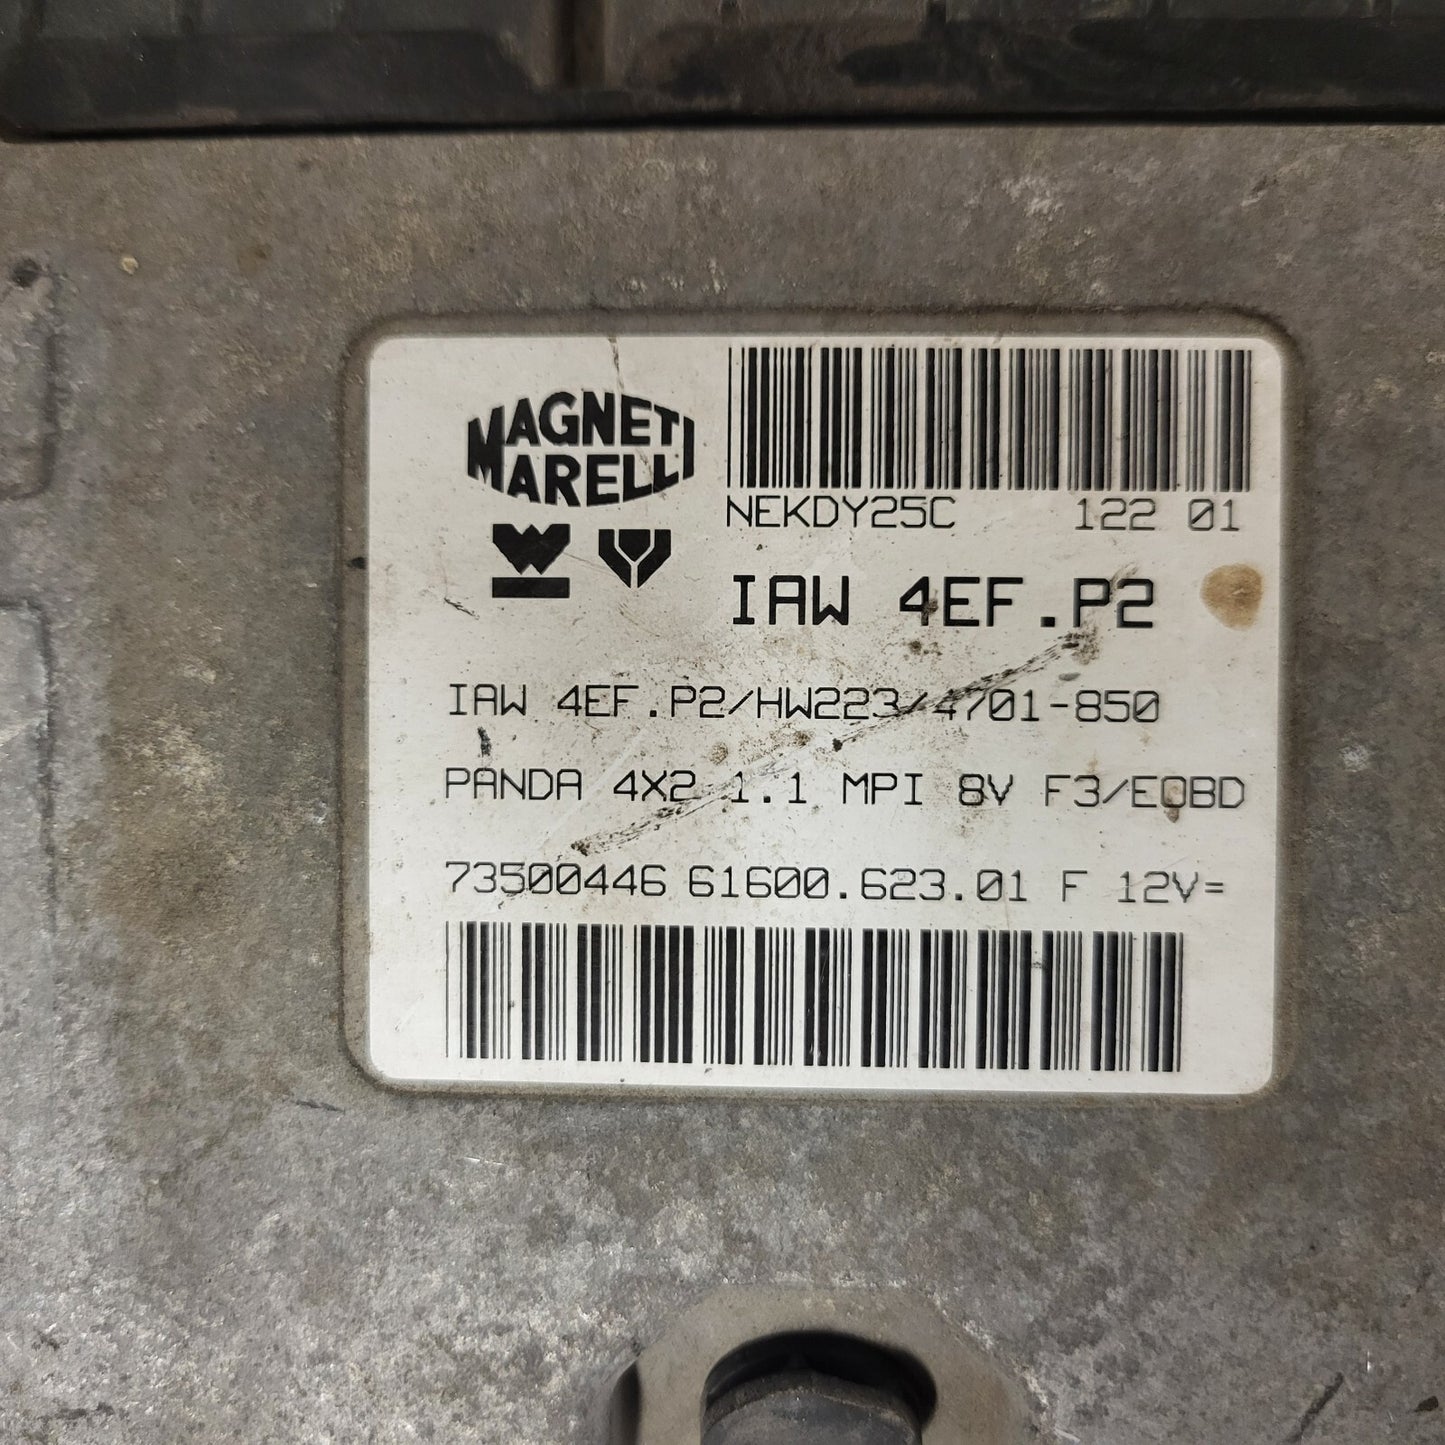 MAGNETI
MARELLI
NEKDY25C 122 01
IAW 4EF.P2
IAW 4EF.P2/HW223/4701-850
PANDA 4X2 1.1 MPI 8V F3/EOBD
73500446 61600.623.01 F 12V=